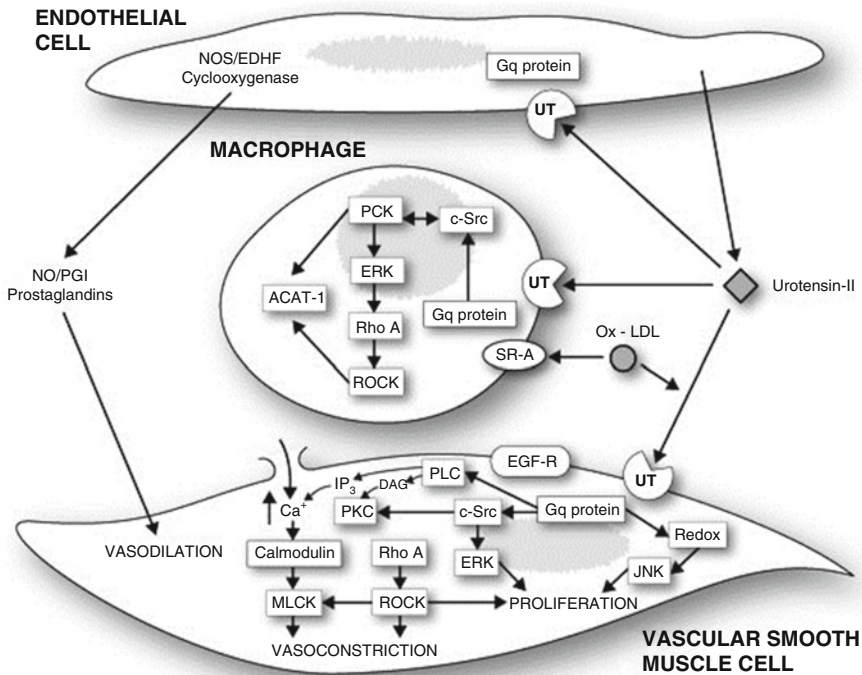 ENDOTHELIAL
CELL
NOS/EDHF
Cyclooxygenase
Gq protein
UT
MACROPHAGE
PCK
c-Src
ERK
ACAT-1
Gq protein
Rho A
ROCK
UT
SR-A
Ox - LDL
Urotensin-II
NO/PGI
Prostaglandins
EGF-R
UT
PLC
IP3
DAG
Ca+
PKC
c-Src
Gq protein
Redox
VASODILATION
Calmodulin
Rho A
ERK
JNK
MLCK
ROCK
PROLIFERATION
VASOCONSTRICTION
VASCULAR SMOOTH
MUSCLE CELL